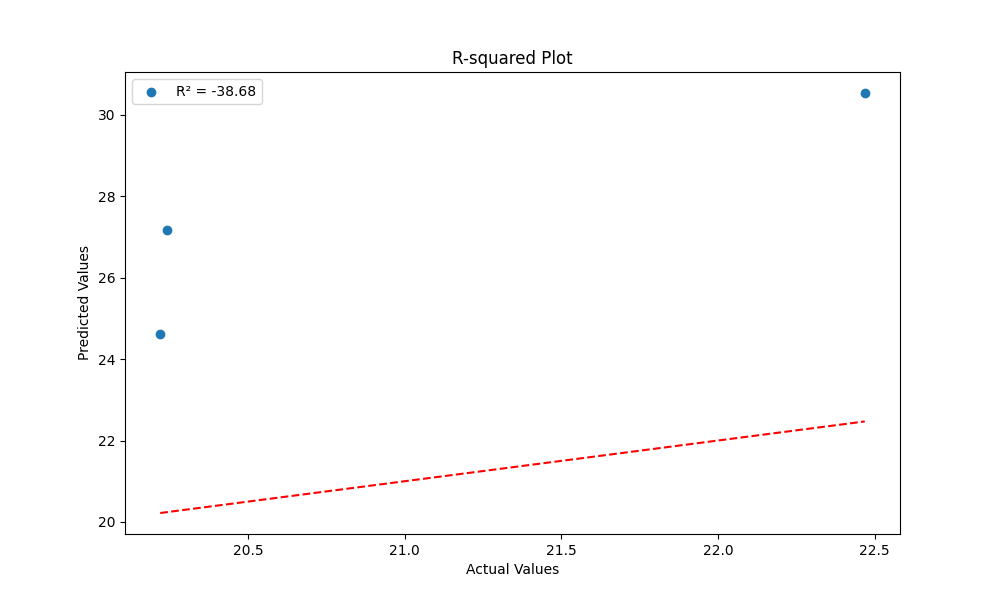 R-squared Plot
R² = -38.68
30
28
26
24
22
20
Predicted Values
20.5 21.0 21.5 22.0 22.5
Actual Values